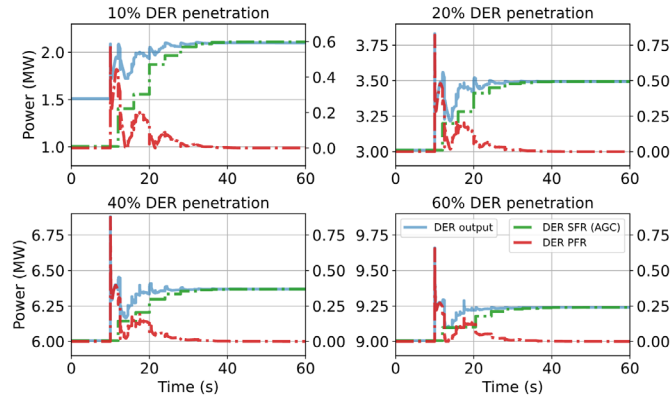 10% DER penetration
20% DER penetration
Power (MW)
2.0
1.5
1.0
0.6
0.4
0.2
0.0
3.75
3.50
3.25
3.00
0.75
0.50
0.25
0.00
0 20 40 60
0 20 40 60
40% DER penetration
60% DER penetration
Power (MW)
6.75
6.50
6.25
6.00
0.75
0.50
0.25
0.00
9.75
9.50
9.25
9.00
0.75
0.50
0.25
0.00
DER output
DER SFR (AGC)
DER PFR
0 20 40 60
0 20 40 60
Time (s)
Time (s)